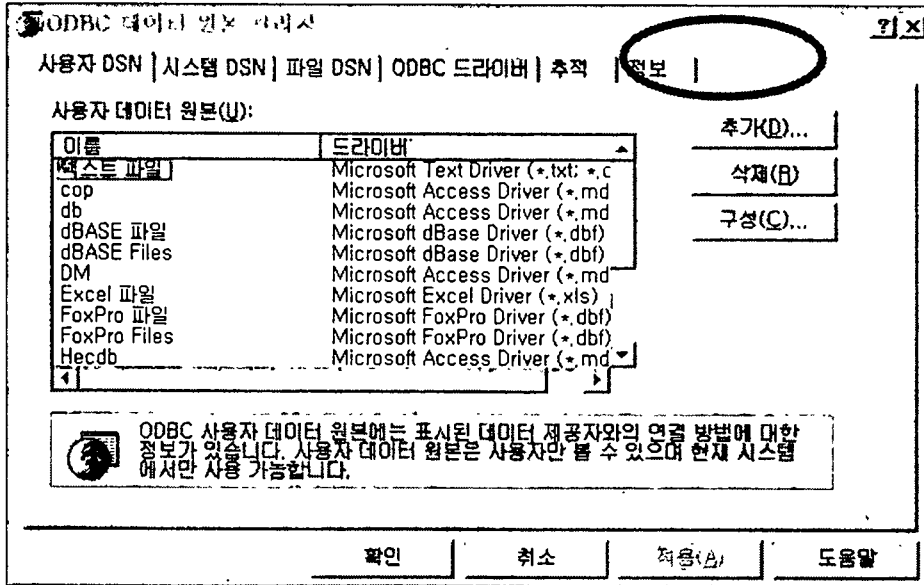 ODBC 데이터 원본 관리자
사용자 DSN | 시스템 DSN | 파일 DSN | ODBC 드라이버 | 추적 | 정보 |
사용자 데이터 원본(U):
이름 드라이버
텍스트 파일 Microsoft Text Driver (*.txt; *.c
cop Microsoft Access Driver (*.md
db Microsoft Access Driver (*.md
dBASE 파일 Microsoft dBase Driver (*.dbf)
dBASE Files Microsoft dBase Driver (*.dbf)
DM Microsoft Access Driver (*.md
Excel 파일 Microsoft Excel Driver (*.xls)
FoxPro 파일 Microsoft FoxPro Driver (*.dbf)
FoxPro Files Microsoft FoxPro Driver (*.dbf)
Hecdb Microsoft Access Driver (*.md
추가(D)...
삭제(R)
구성(C)...
ODBC 사용자 데이터 원본에는 표시된 데이터 제공자와의 연결 방법에 대한
정보가 있습니다. 사용자 데이터 원본은 사용자만 볼 수 있으며 현재 시스템
에서만 사용 가능합니다.
확인 취소 적용(A) 도움말